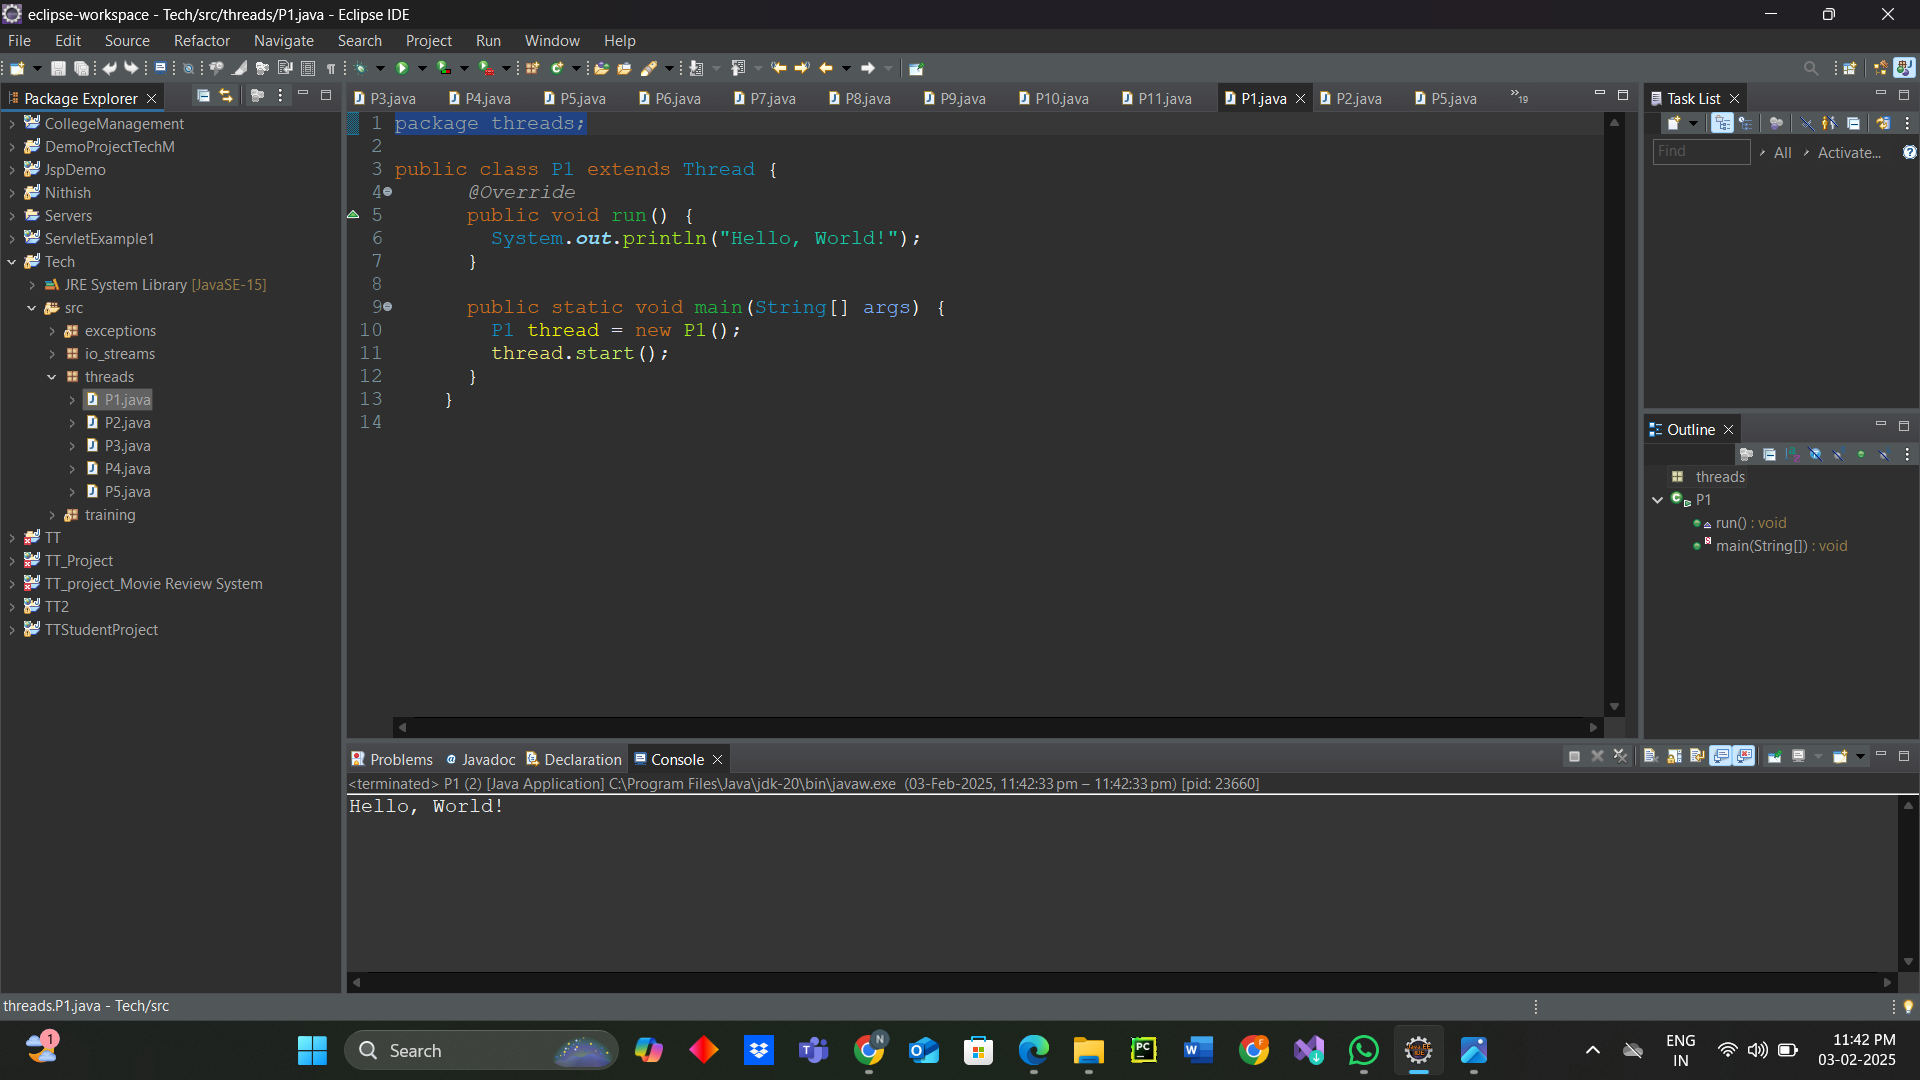 eclipse-workspace - Tech/src/threads/P1.java - Eclipse IDE
File Edit Source Refactor Navigate Search Project Run Window Help
Package Explorer
CollegeManagement
DemoProjectTechM
JspDemo
Nithish
Servers
ServletExample1
Tech
JRE System Library [JavaSE-15]
src
exceptions
io_streams
threads
P1.java
P2.java
P3.java
P4.java
P5.java
training
TT
TT_Project
TT_project_Movie Review System
TT2
TTStudentProject
P3.java P4.java P5.java P6.java P7.java P8.java P9.java P10.java P11.java P1.java P2.java P5.java »19
1 package threads;
2
3 public class P1 extends Thread {
4 @Override
5 public void run() {
6 System.out.println("Hello, World!");
7 }
8
9 public static void main(String[] args) {
10 P1 thread = new P1();
11 thread.start();
12 }
13 }
14
Task List
Find All Activate...
Outline
threads
P1
run() : void
main(String[]) : void
Problems Javadoc Declaration Console
<terminated> P1 (2) [Java Application] C:\Program Files\Java\jdk-20\bin\javaw.exe (03-Feb-2025, 11:42:33 pm – 11:42:33 pm) [pid: 23660]
Hello, World!
threads.P1.java - Tech/src
1
Search
ENG
IN
11:42 PM
03-02-2025